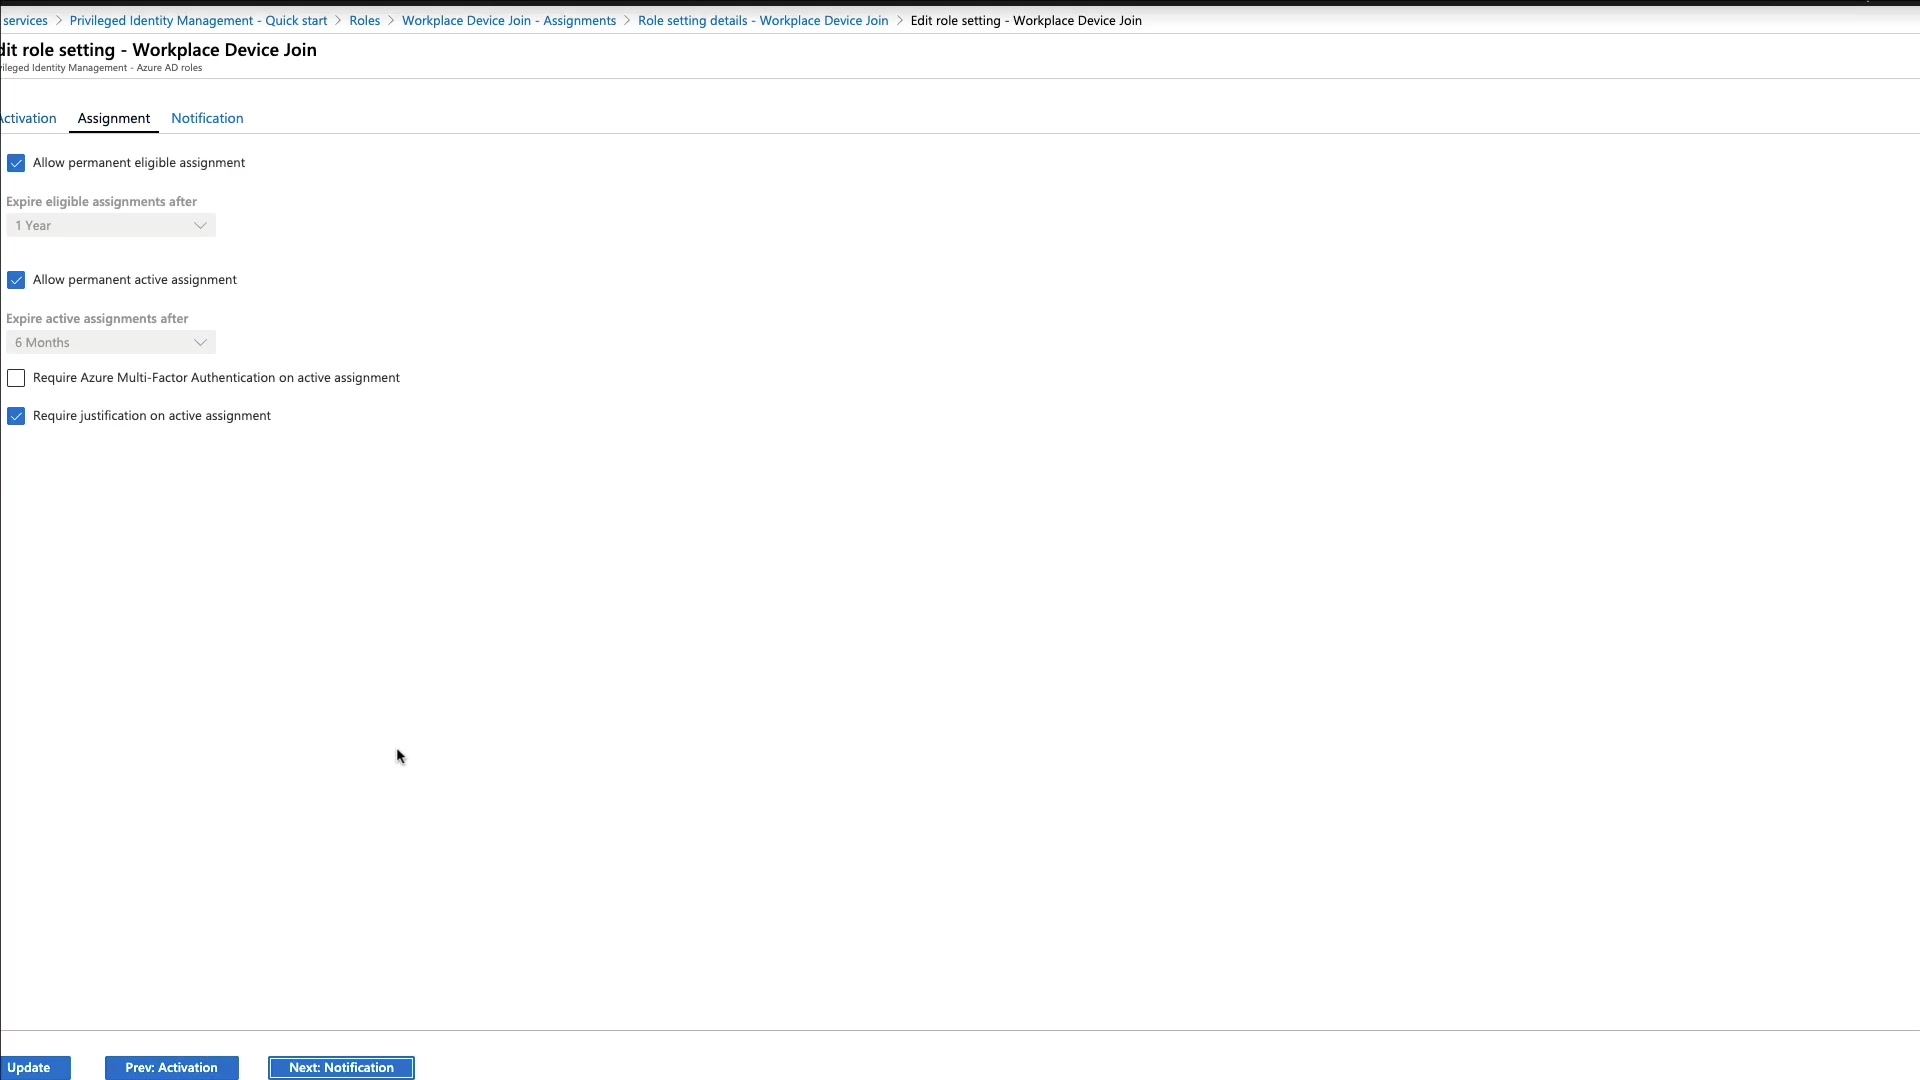 services > Privileged Identity Management - Quick start > Roles > Workplace Device Join - Assignments > Role setting details - Workplace Device Join > Edit role setting - Workplace Device Join
dit role setting - Workplace Device Join
ileged Identity Management - Azure AD roles
Activation Assignment Notification
Allow permanent eligible assignment
Expire eligible assignments after
1 Year
Allow permanent active assignment
Expire active assignments after
6 Months
Require Azure Multi-Factor Authentication on active assignment
Require justification on active assignment
Update Prev: Activation Next: Notification